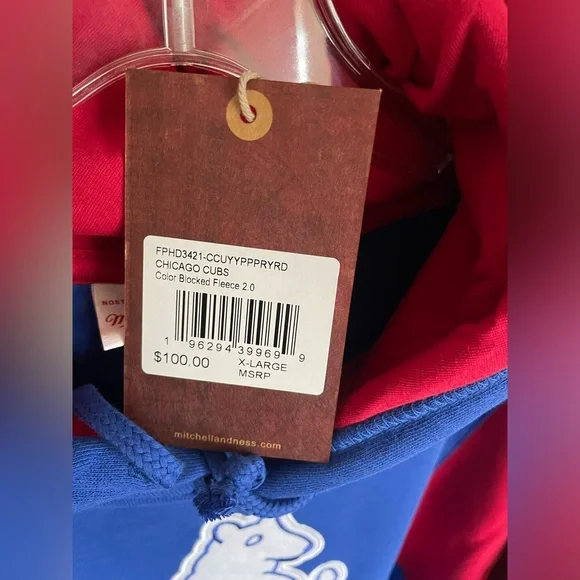 FPHD3421-CCUYYPPPRYRD
CHICAGO CUBS
Color Blocked Fleece 2.0
1 96294 39969 9
$100.00 X-LARGE
MSRP
mitchellandness.com